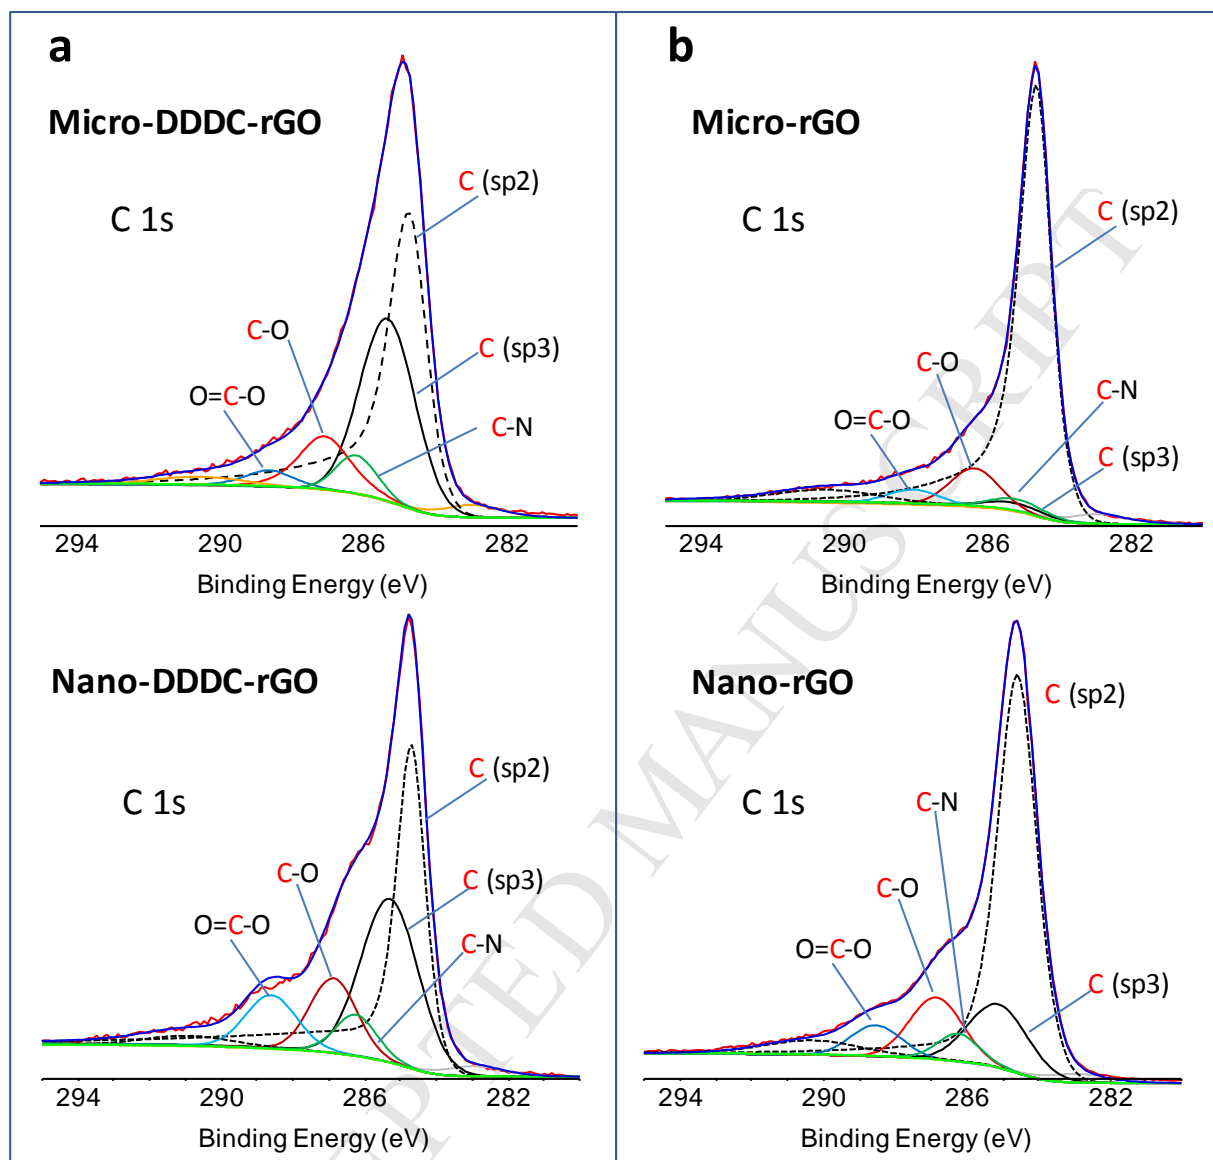 a
Micro-DDDC-rGO
C 1s
C (sp2)
C (sp3)
C-O
O=C-O
C-N
294 290 286 282
Binding Energy (eV)
b
Micro-rGO
C 1s
C (sp2)
C-O
C-N
O=C-O
C (sp3)
294 290 286 282
Binding Energy (eV)
Nano-DDDC-rGO
C 1s
C (sp2)
C-O
C (sp3)
O=C-O
C-N
294 290 286 282
Binding Energy (eV)
Nano-rGO
C (sp2)
C 1s
C-N
C-O
O=C-O
C (sp3)
294 290 286 282
Binding Energy (eV)
PTED MANUSCRIPT